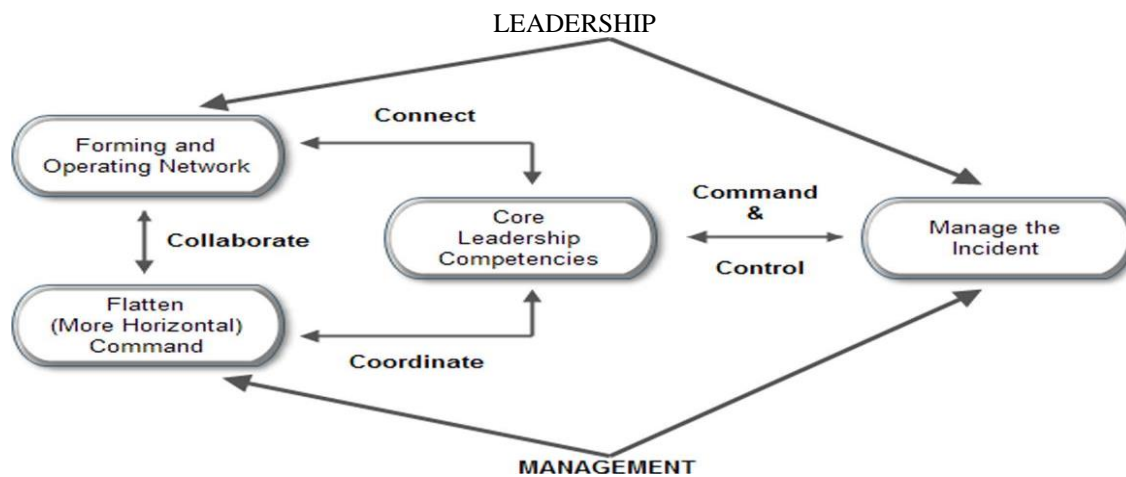 LEADERSHIP
Connect
Forming and
Operating Network
Command
&
Control
Core
Leadership
Competencies
Manage the
Incident
Collaborate
Flatten
(More Horizontal)
Command
Coordinate
MANAGEMENT